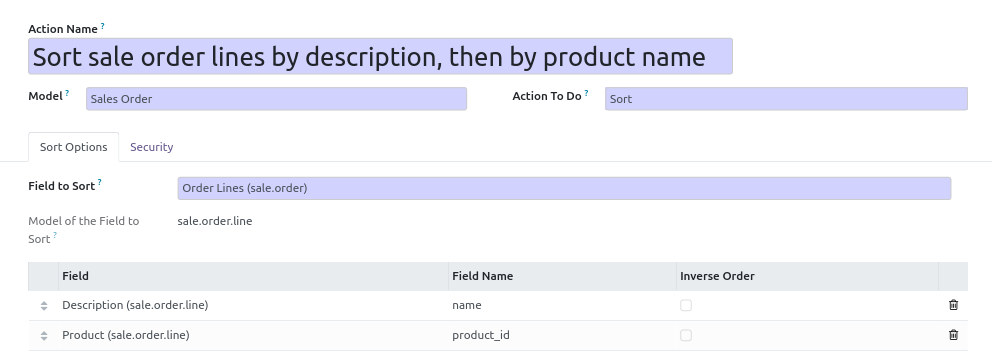 Action Name ?
Sort sale order lines by description, then by product name
Model ? Sales Order Action To Do ? Sort
Sort Options Security
Field to Sort ? Order Lines (sale.order)
Model of the Field to sale.order.line
Sort ?
Field Field Name Inverse Order
Description (sale.order.line) name
Product (sale.order.line) product_id